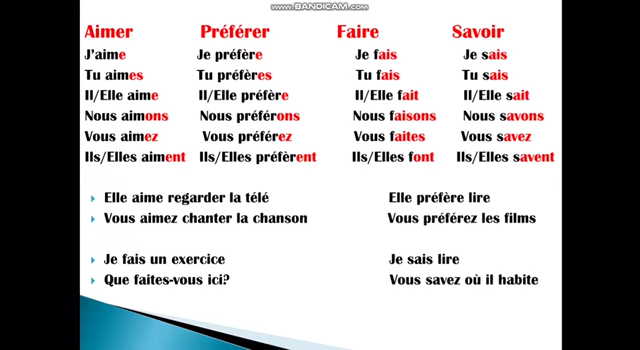 www.BANDICAM.com
Aimer Préférer Faire Savoir
J'aime Je préfère Je fais Je sais
Tu aimes Tu préfères Tu fais Tu sais
Il/Elle aime Il/Elle préfère Il/Elle fait Il/Elle sait
Nous aimons Nous préférons Nous faisons Nous savons
Vous aimez Vous préférez Vous faites Vous savez
Ils/Elles aiment Ils/Elles préfèrent Ils/Elles font Ils/Elles savent
Elle aime regarder la télé Elle préfère lire
Vous aimez chanter la chanson Vous préférez les films
Je fais un exercice Je sais lire
Que faites-vous ici? Vous savez où il habite